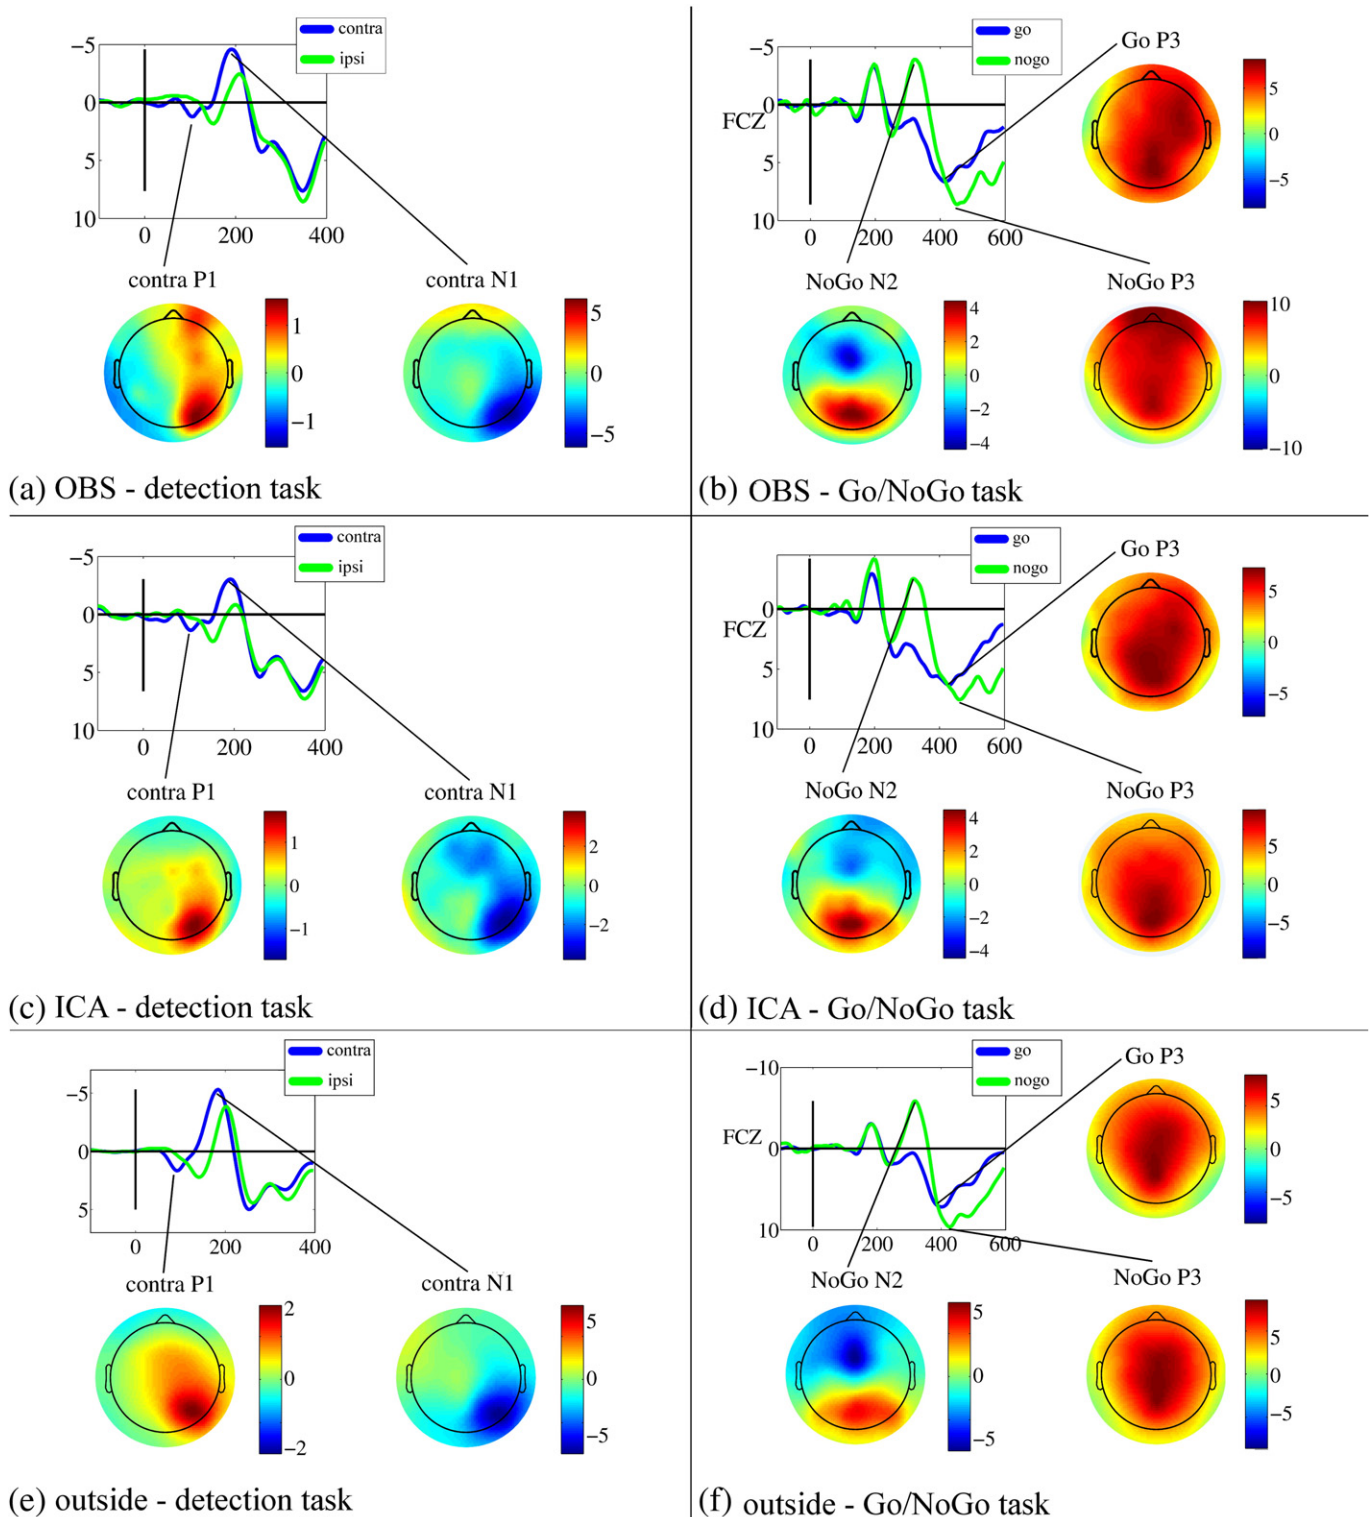 contra
ipsi
−5
0
5
10
0
200
400
contra P1
contra N1
1
0
−1
5
0
−5
(a) OBS - detection task
go
nogo
Go P3
−5
0
FCZ
5
10
0
200
400
600
5
0
−5
NoGo N2
NoGo P3
4
2
0
−2
−4
10
5
0
−5
−10
(b) OBS - Go/NoGo task
contra
ipsi
−5
0
5
10
0
200
400
contra P1
contra N1
1
0
−1
2
0
−2
(c) ICA - detection task
go
nogo
Go P3
0
FCZ
5
10
0
200
400
600
5
0
−5
NoGo N2
NoGo P3
4
2
0
−2
−4
5
0
−5
(d) ICA - Go/NoGo task
contra
ipsi
−5
0
5
0
200
400
contra P1
contra N1
2
0
−2
5
0
−5
(e) outside - detection task
go
nogo
Go P3
−10
FCZ
0
10
0
200
400
600
5
0
−5
NoGo N2
NoGo P3
5
0
−5
5
0
−5
(f) outside - Go/NoGo task